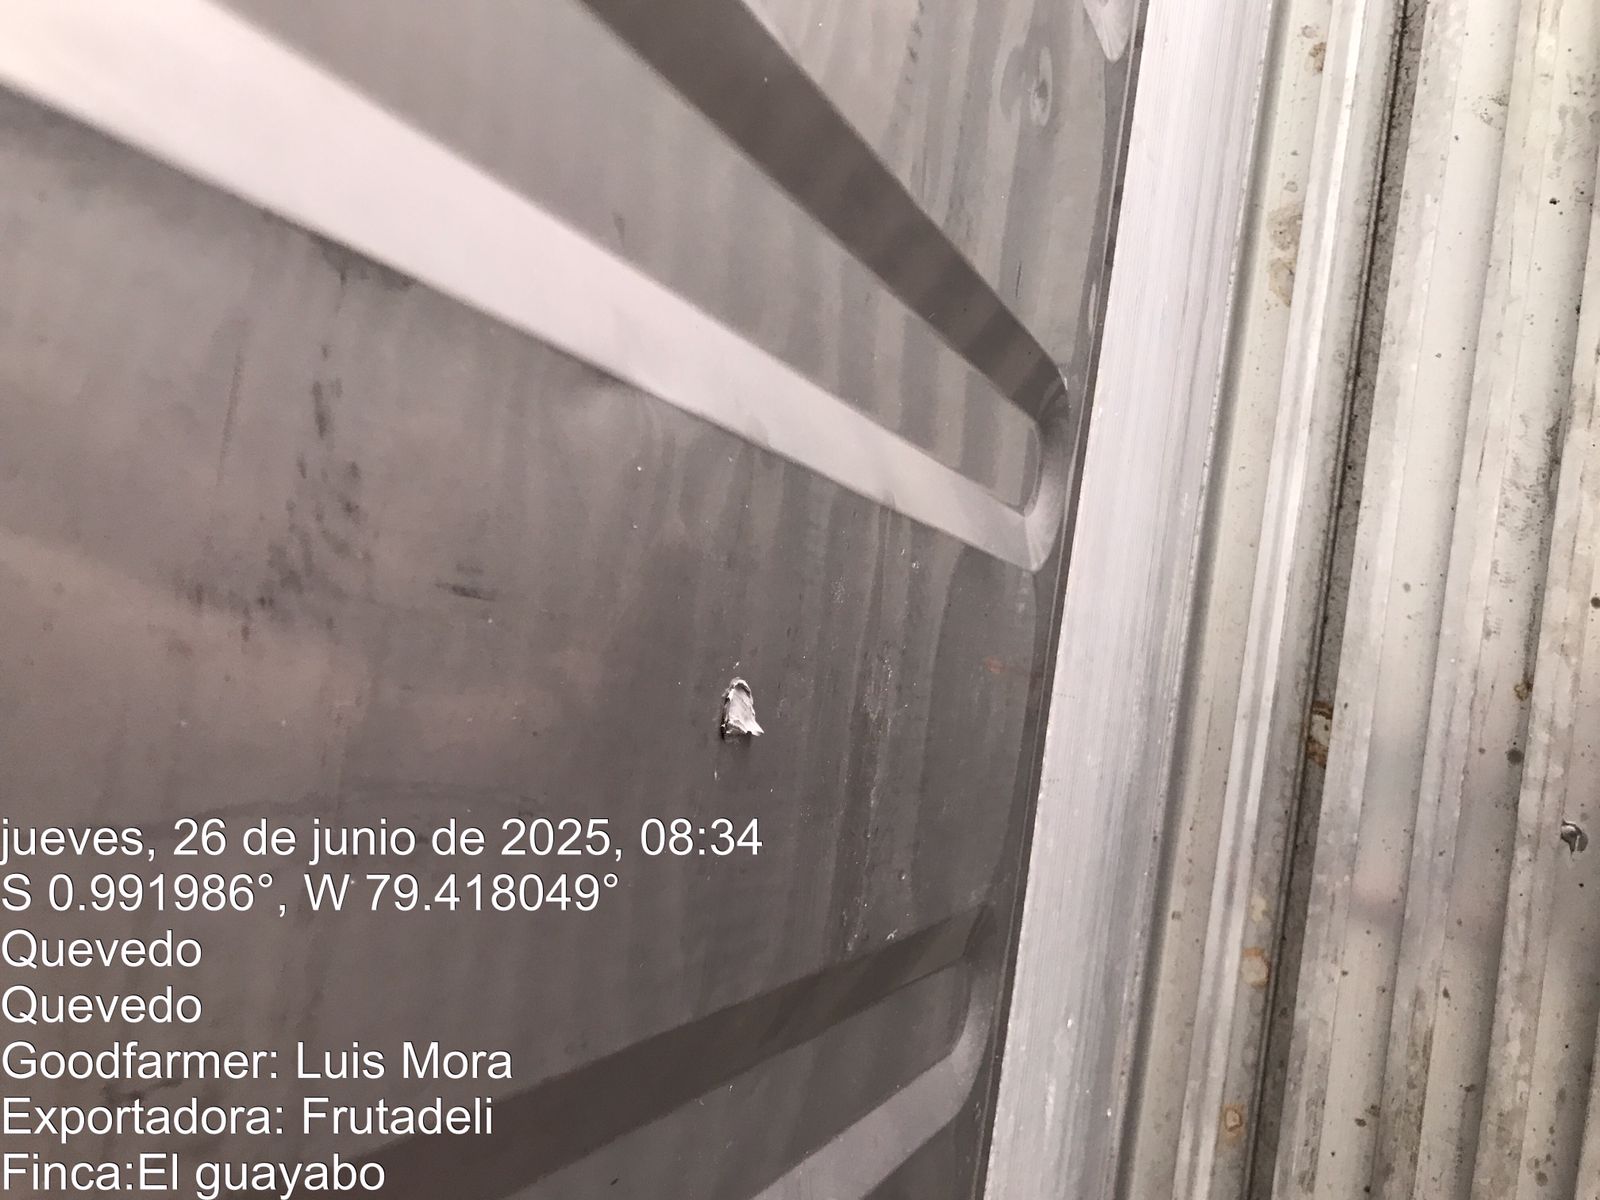 jueves, 26 de junio de 2025, 08:34
S 0.991986°, W 79.418049°
Quevedo
Quevedo
Goodfarmer: Luis Mora
Exportadora: Frutadeli
Finca:El guayabo